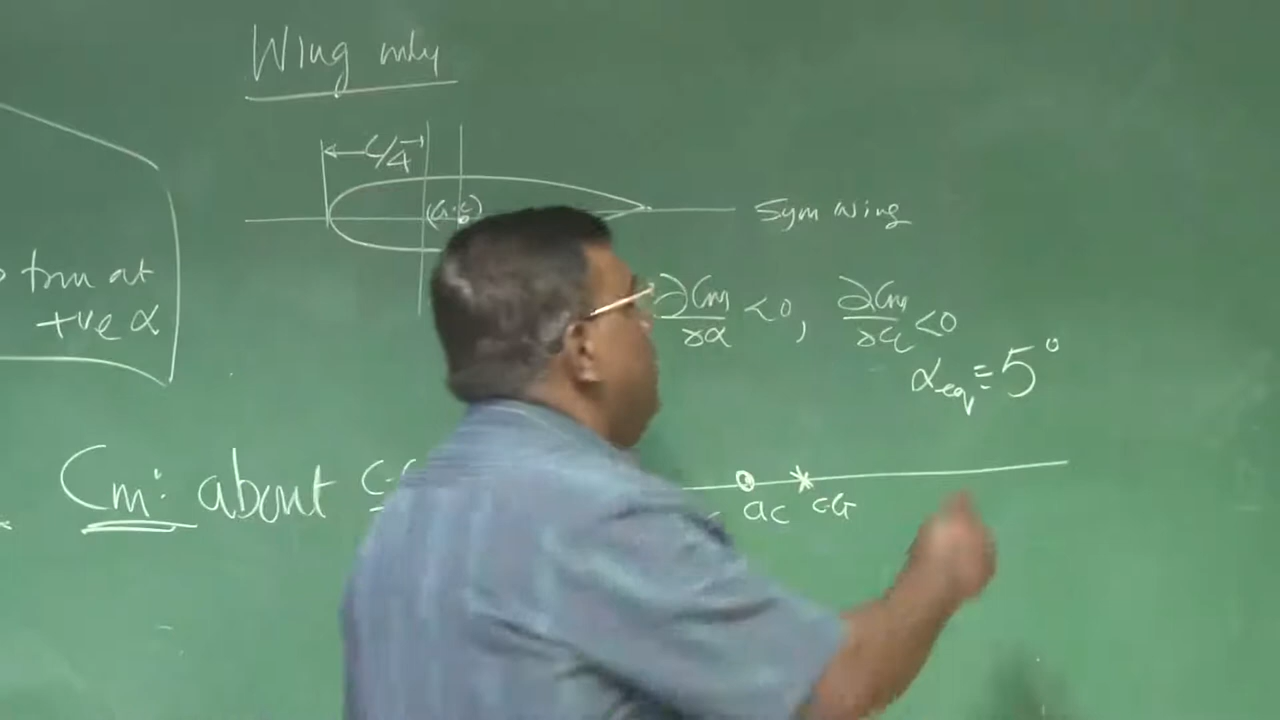 Wing only
C/4
Sym Wing
trim at
+ve α
∂Cm/∂α <0, ∂Cm/∂CL <0
αeq = 5°
Cm: about
ac CG